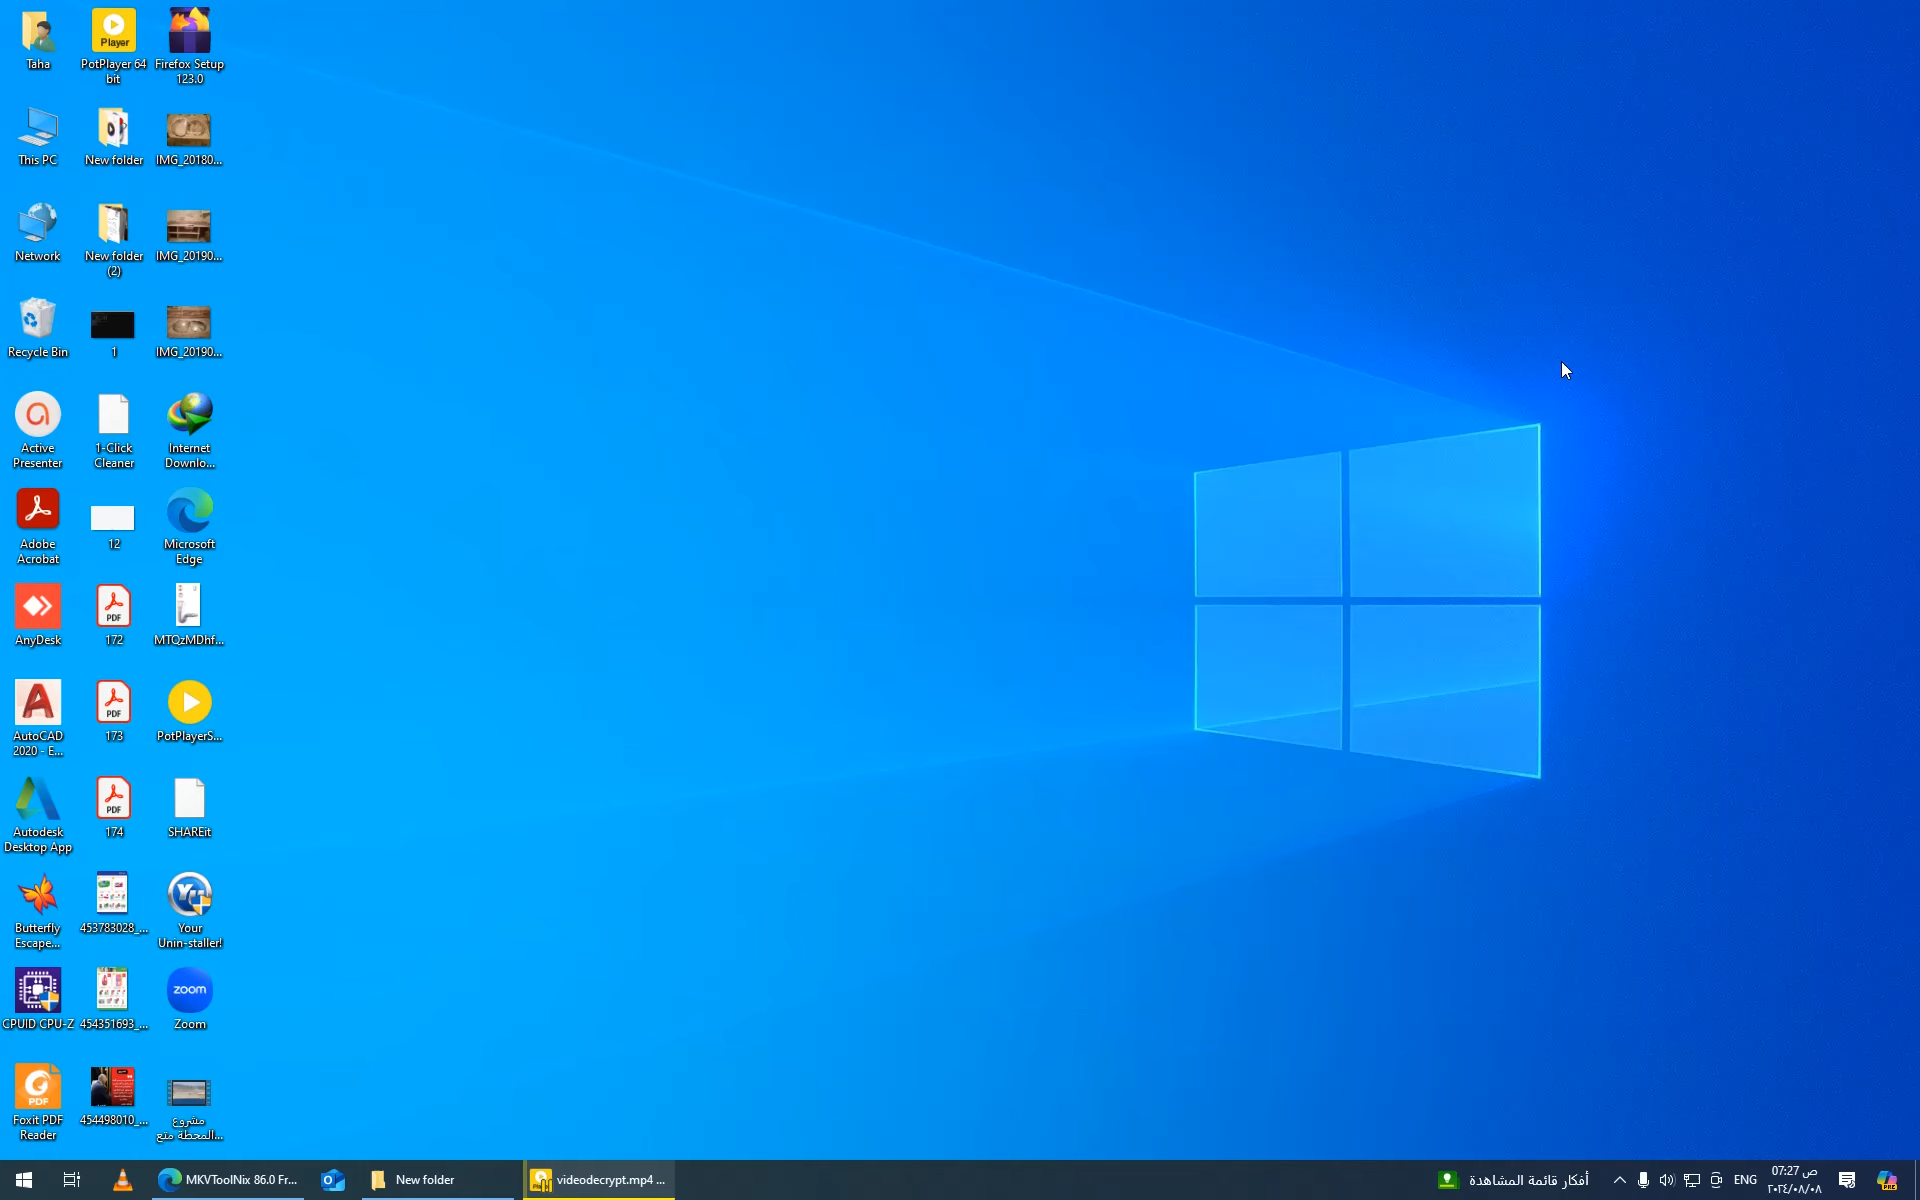 Taha
PotPlayer 64
bit
Player
Firefox Setup
123.0
This PC
New folder
IMG_20180...
Network
New folder
(2)
IMG_20190...
Recycle Bin
1
IMG_20190...
Active
Presenter
1-Click
Cleaner
Internet
Downlo...
Adobe
Acrobat
12
Microsoft
Edge
AnyDesk
PDF
172
MTQzMDhf...
AutoCAD
2020 - E...
PDF
173
PotPlayerS...
Autodesk
Desktop App
PDF
174
SHAREit
Butterfly
Escape...
453783028_...
Your
Unin-staller!
CPUID CPU-Z
454351693_...
zoom
Zoom
PDF
Foxit PDF
Reader
454498010_...
مشروع
المحطة متع...
MKVToolNix 86.0 Fr...
New folder
videodecrypt.mp4 ...
أفكار قائمة المشاهدة
ENG
07:27 ص
٢٠٢٤/٠٨/٠٨